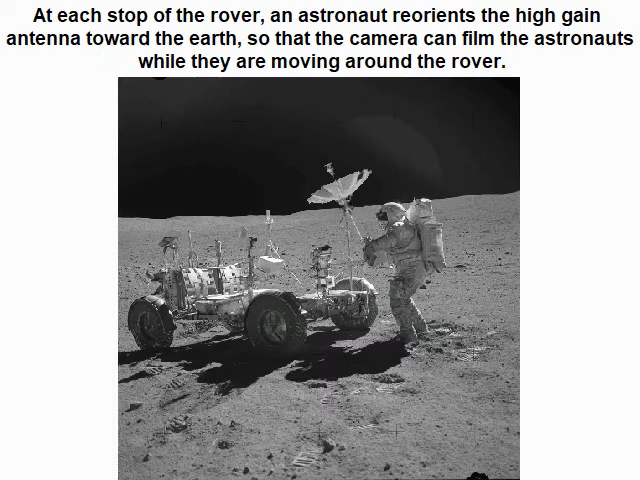 At each stop of the rover, an astronaut reorients the high gain
antenna toward the earth, so that the camera can film the astronauts
while they are moving around the rover.